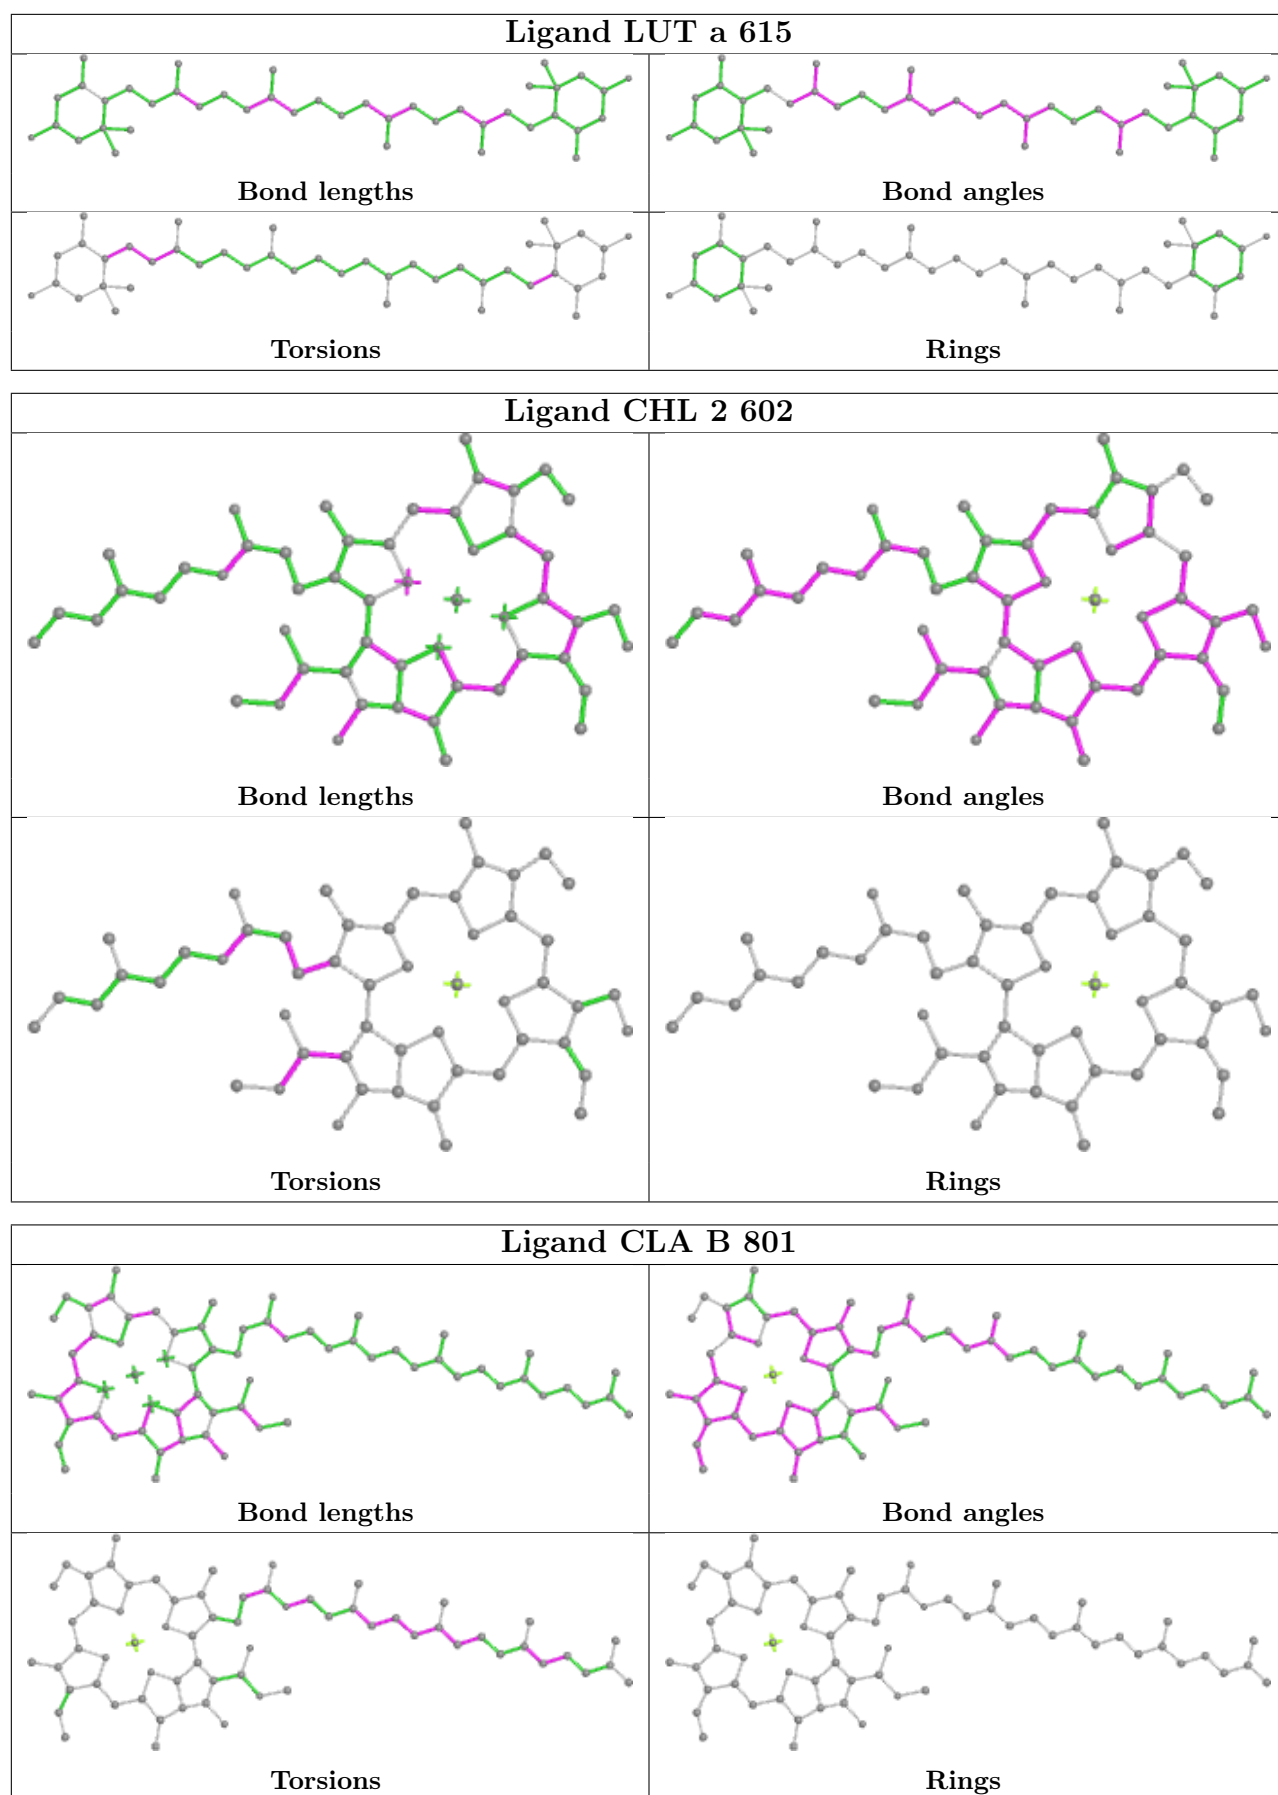 Ligand LUT a 615
Bond lengths
Bond angles
Torsions
Rings
Ligand CHL 2 602
Bond lengths
Bond angles
Torsions
Rings
Ligand CLA B 801
Bond lengths
Bond angles
Torsions
Rings